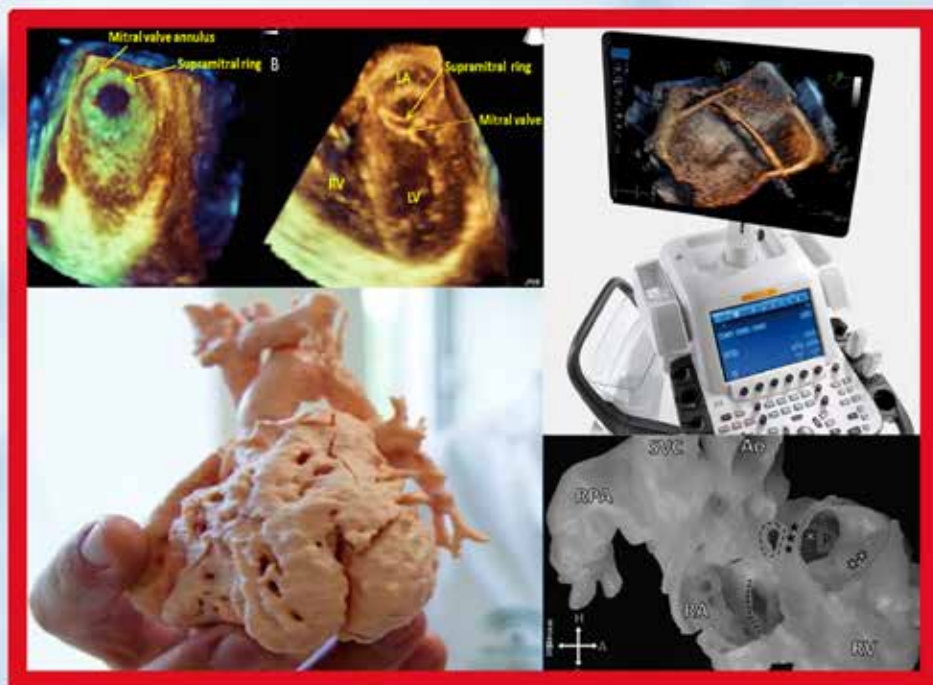 Mitral valve annulus
Supramitral ring
B
LA
Supramitral ring
Mitral valve
RV
LV
SVC
Ao
RPA
RA
H
A
RV